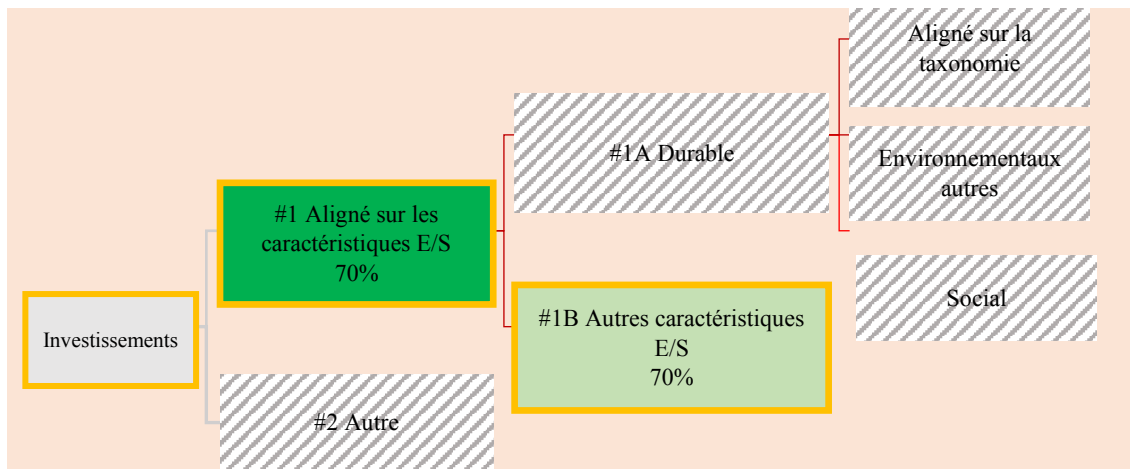 Aligné sur la
taxonomie
#1A Durable
Environnementaux
autres
#1 Aligné sur les
caractéristiques E/S
70%
Social
#1B Autres caractéristiques
E/S
70%
Investissements
#2 Autre